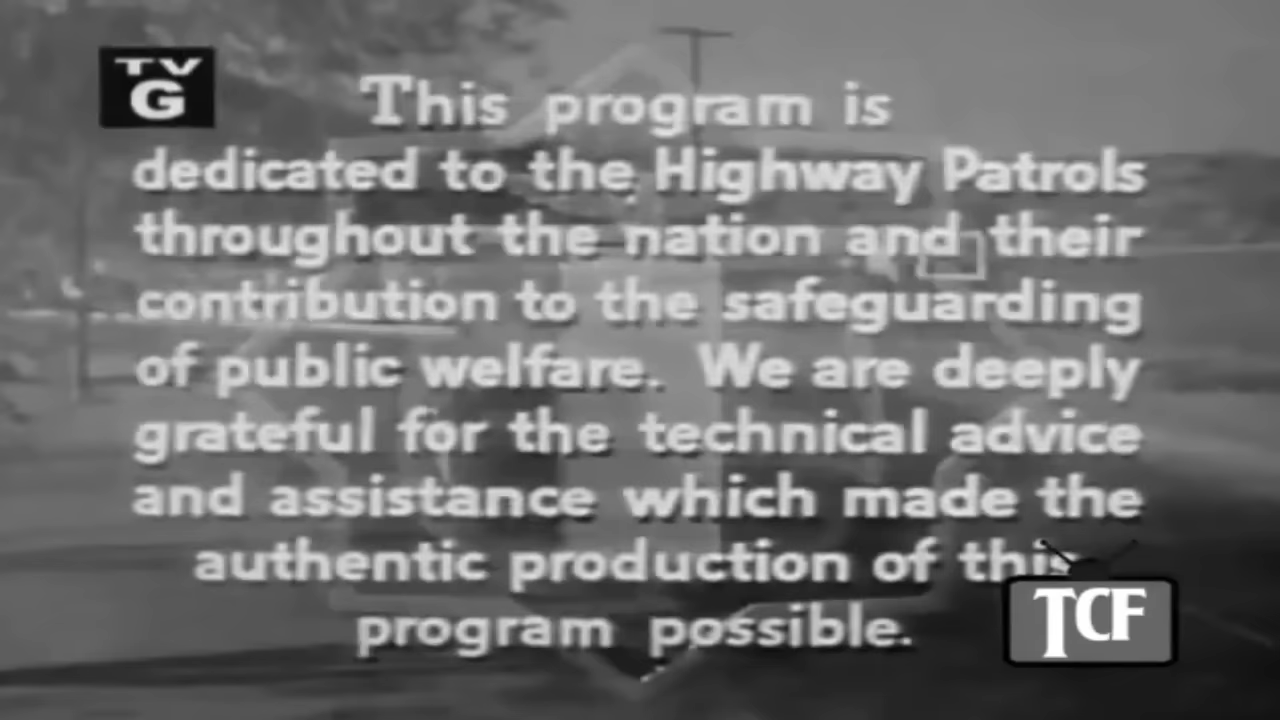 TV
G
This program is
dedicated to the Highway Patrols
throughout the nation and their
contribution to the safeguarding
of public welfare. We are deeply
grateful for the technical advice
and assistance which made the
authentic production of this
program possible.
TCF